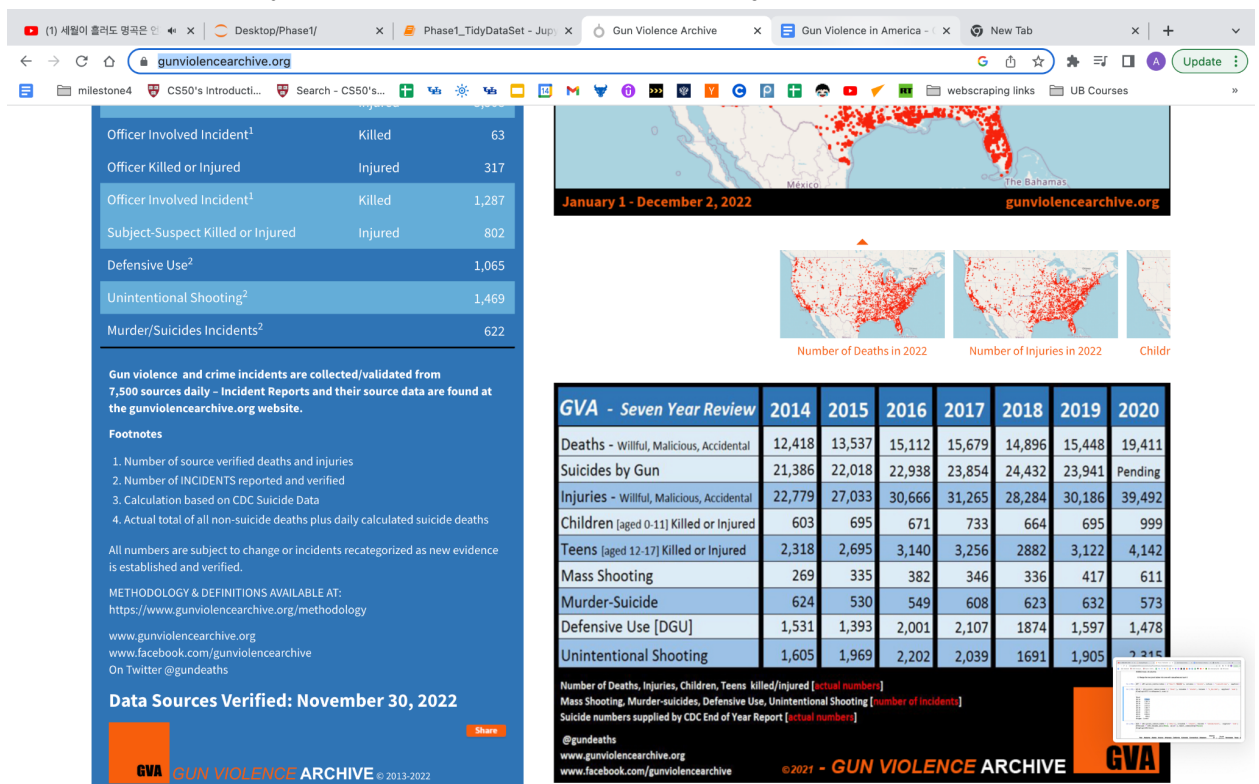 (1) 세월이 흘러도 명곡은 언
Desktop/Phase1/
Phase1_TidyDataSet - Jup
Gun Violence Archive
Gun Violence in America -
New Tab
gunviolencearchive.org
Update
milestone4
CS50's Introducti...
Search - CS50's...
webscraping links
UB Courses
Officer Involved Incident1 Killed 63
Officer Killed or Injured Injured 317
Officer Involved Incident1 Killed 1,287
Subject-Suspect Killed or Injured Injured 802
Defensive Use2 1,065
Unintentional Shooting2 1,469
Murder/Suicides Incidents2 622
Gun violence and crime incidents are collected/validated from
7,500 sources daily – Incident Reports and their source data are found at
the gunviolencearchive.org website.
Footnotes
1. Number of source verified deaths and injuries
2. Number of INCIDENTS reported and verified
3. Calculation based on CDC Suicide Data
4. Actual total of all non-suicide deaths plus daily calculated suicide deaths
All numbers are subject to change or incidents recategorized as new evidence
is established and verified.
METHODOLOGY & DEFINITIONS AVAILABLE AT:
https://www.gunviolencearchive.org/methodology
www.gunviolencearchive.org
www.facebook.com/gunviolencearchive
On Twitter @gundeaths
Data Sources Verified: November 30, 2022
Share
GVA GUN VIOLENCE ARCHIVE © 2013-2022
México
The Bahamas
January 1 - December 2, 2022 gunviolencearchive.org
Number of Deaths in 2022
Number of Injuries in 2022
Childr
GVA - Seven Year Review 2014 2015 2016 2017 2018 2019 2020
Deaths - Willful, Malicious, Accidental 12,418 13,537 15,112 15,679 14,896 15,448 19,411
Suicides by Gun 21,386 22,018 22,938 23,854 24,432 23,941 Pending
Injuries - Willful, Malicious, Accidental 22,779 27,033 30,666 31,265 28,284 30,186 39,492
Children [aged 0-11] Killed or Injured 603 695 671 733 664 695 999
Teens [aged 12-17] Killed or Injured 2,318 2,695 3,140 3,256 2882 3,122 4,142
Mass Shooting 269 335 382 346 336 417 611
Murder-Suicide 624 530 549 608 623 632 573
Defensive Use [DGU] 1,531 1,393 2,001 2,107 1874 1,597 1,478
Unintentional Shooting 1,605 1,969 2,202 2,039 1691 1,905 2,315
Number of Deaths, Injuries, Children, Teens killed/injured [actual numbers]
Mass Shooting, Murder-suicides, Defensive Use, Unintentional Shooting [number of incidents]
Suicide numbers supplied by CDC End of Year Report [actual numbers]
@gundeaths
www.gunviolencearchive.org
www.facebook.com/gunviolencearchive
©2021 - GUN VIOLENCE ARCHIVE
GVA